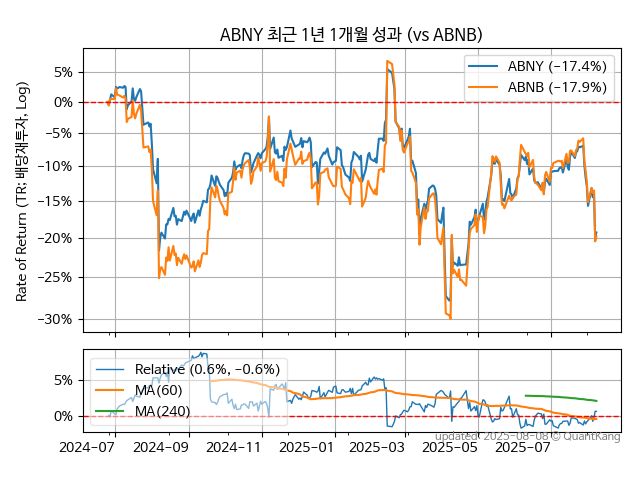 ABNY 최근 1년 1개월 성과 (vs ABNB)
Rate of Return (TR: 배당재투자, Log)
5%
0%
−5%
−10%
−15%
−20%
−25%
−30%
ABNY (−17.4%)
ABNB (−17.9%)
5%
0%
Relative (0.6%, −0.6%)
MA(60)
MA(240)
2024−07
2024−09
2024−11
2025−01
2025−03
2025−05
2025−07
updated: 2025−08−08 © QuantKang